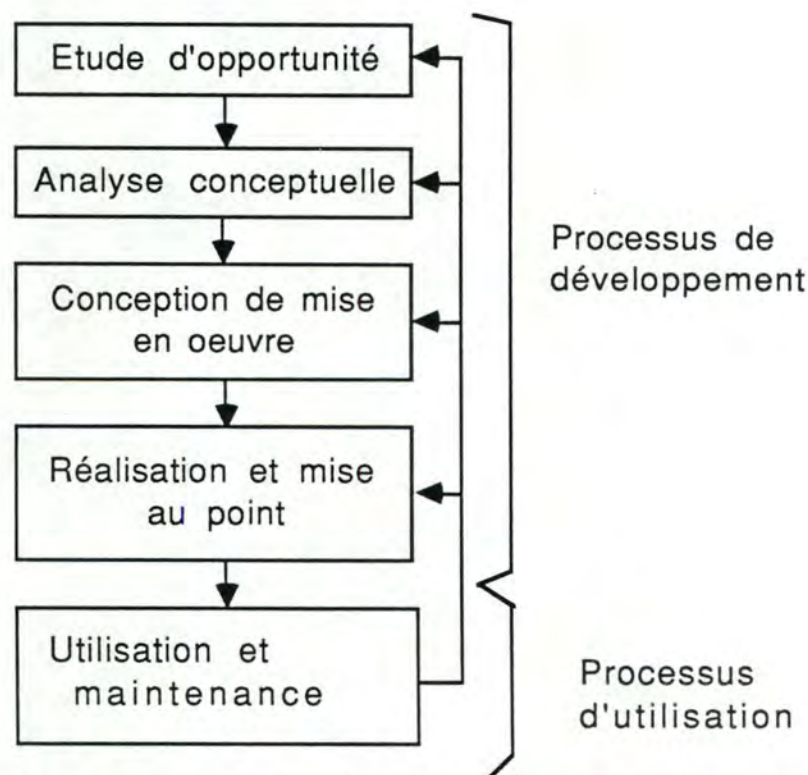 Etude d'opportunité
Analyse conceptuelle
Conception de mise
en oeuvre
Réalisation et mise
au point
Utilisation et
maintenance
Processus de
développement
Processus
d'utilisation